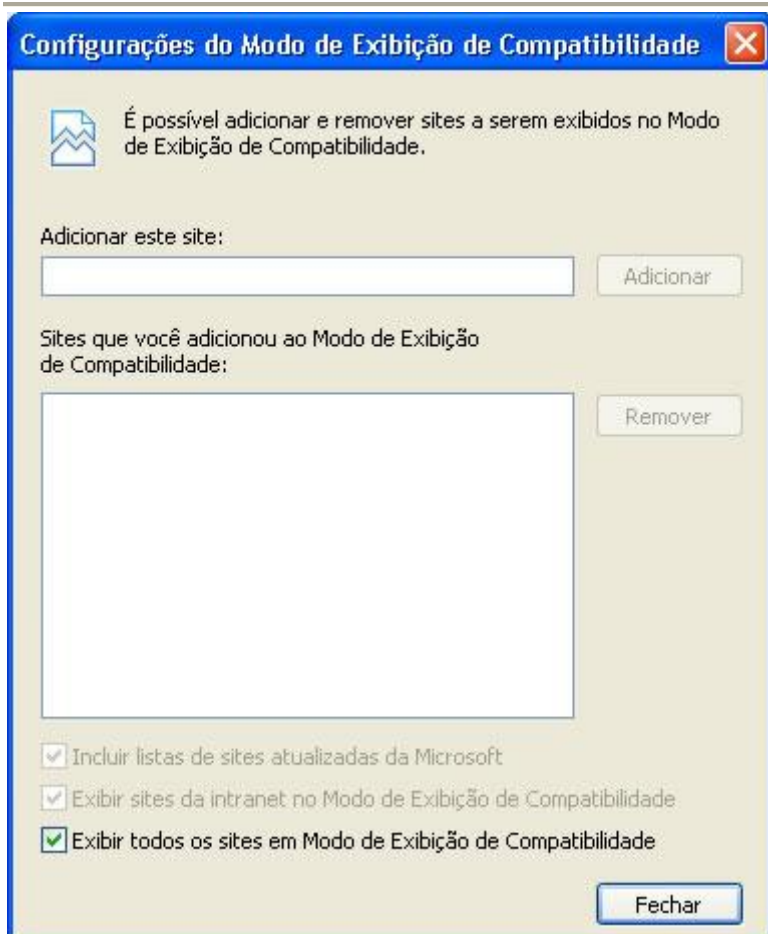 Configurações do Modo de Exibição de Compatibilidade
É possível adicionar e remover sites a serem exibidos no Modo
de Exibição de Compatibilidade.
Adicionar este site:
Adicionar
Sites que você adicionou ao Modo de Exibição
de Compatibilidade:
Remover
Incluir listas de sites atualizadas da Microsoft
Exibir sites da intranet no Modo de Exibição de Compatibilidade
Exibir todos os sites em Modo de Exibição de Compatibilidade
Fechar